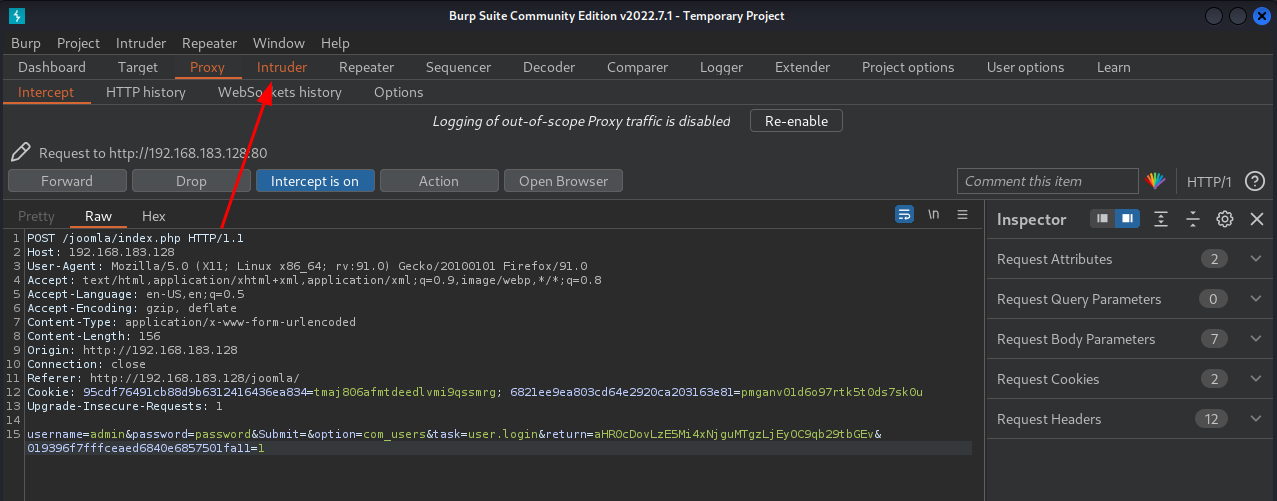 Burp Suite Community Edition v2022.7.1 - Temporary Project
Burp Project Intruder Repeater Window Help
Dashboard Target Proxy Intruder Repeater Sequencer Decoder Comparer Logger Extender Project options User options Learn
Intercept HTTP history WebSockets history Options
Logging of out-of-scope Proxy traffic is disabled Re-enable
Request to http://192.168.183.128:80
Forward Drop Intercept is on Action Open Browser Comment this item HTTP/1 ?
Pretty Raw Hex \n Inspector
1 POST /joomla/index.php HTTP/1.1
2 Host: 192.168.183.128
3 User-Agent: Mozilla/5.0 (X11; Linux x86_64; rv:91.0) Gecko/20100101 Firefox/91.0
4 Accept: text/html,application/xhtml+xml,application/xml;q=0.9,image/webp,*/*;q=0.8
5 Accept-Language: en-US,en;q=0.5
6 Accept-Encoding: gzip, deflate
7 Content-Type: application/x-www-form-urlencoded
8 Content-Length: 156
9 Origin: http://192.168.183.128
10 Connection: close
11 Referer: http://192.168.183.128/joomla/
12 Cookie: 95cdf76491cb88d9b6312416436ea834=tmaj806afmtdeedlvmi9qssmrg; 6821ee9ea803cd64e2920ca203163e81=pmganv01d6o97rtk5t0ds7sk0u
13 Upgrade-Insecure-Requests: 1
14
15 username=admin&password=password&Submit=&option=com_users&task=user.login&return=aHR0cDovLzE5Mi4xNjguMTgzLjEyOC9qb29tbGEv&
019396f7fffceaed6840e6857501fa11=1
Request Attributes 2
Request Query Parameters 0
Request Body Parameters 7
Request Cookies 2
Request Headers 12